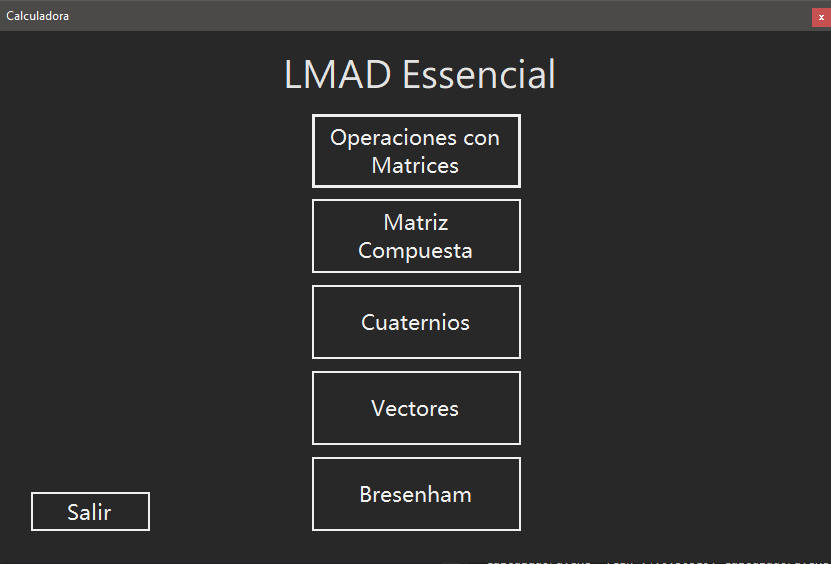 Calculadora
x
LMAD Essencial
Operaciones con
Matrices
Matriz
Compuesta
Cuaternios
Vectores
Bresenham
Salir